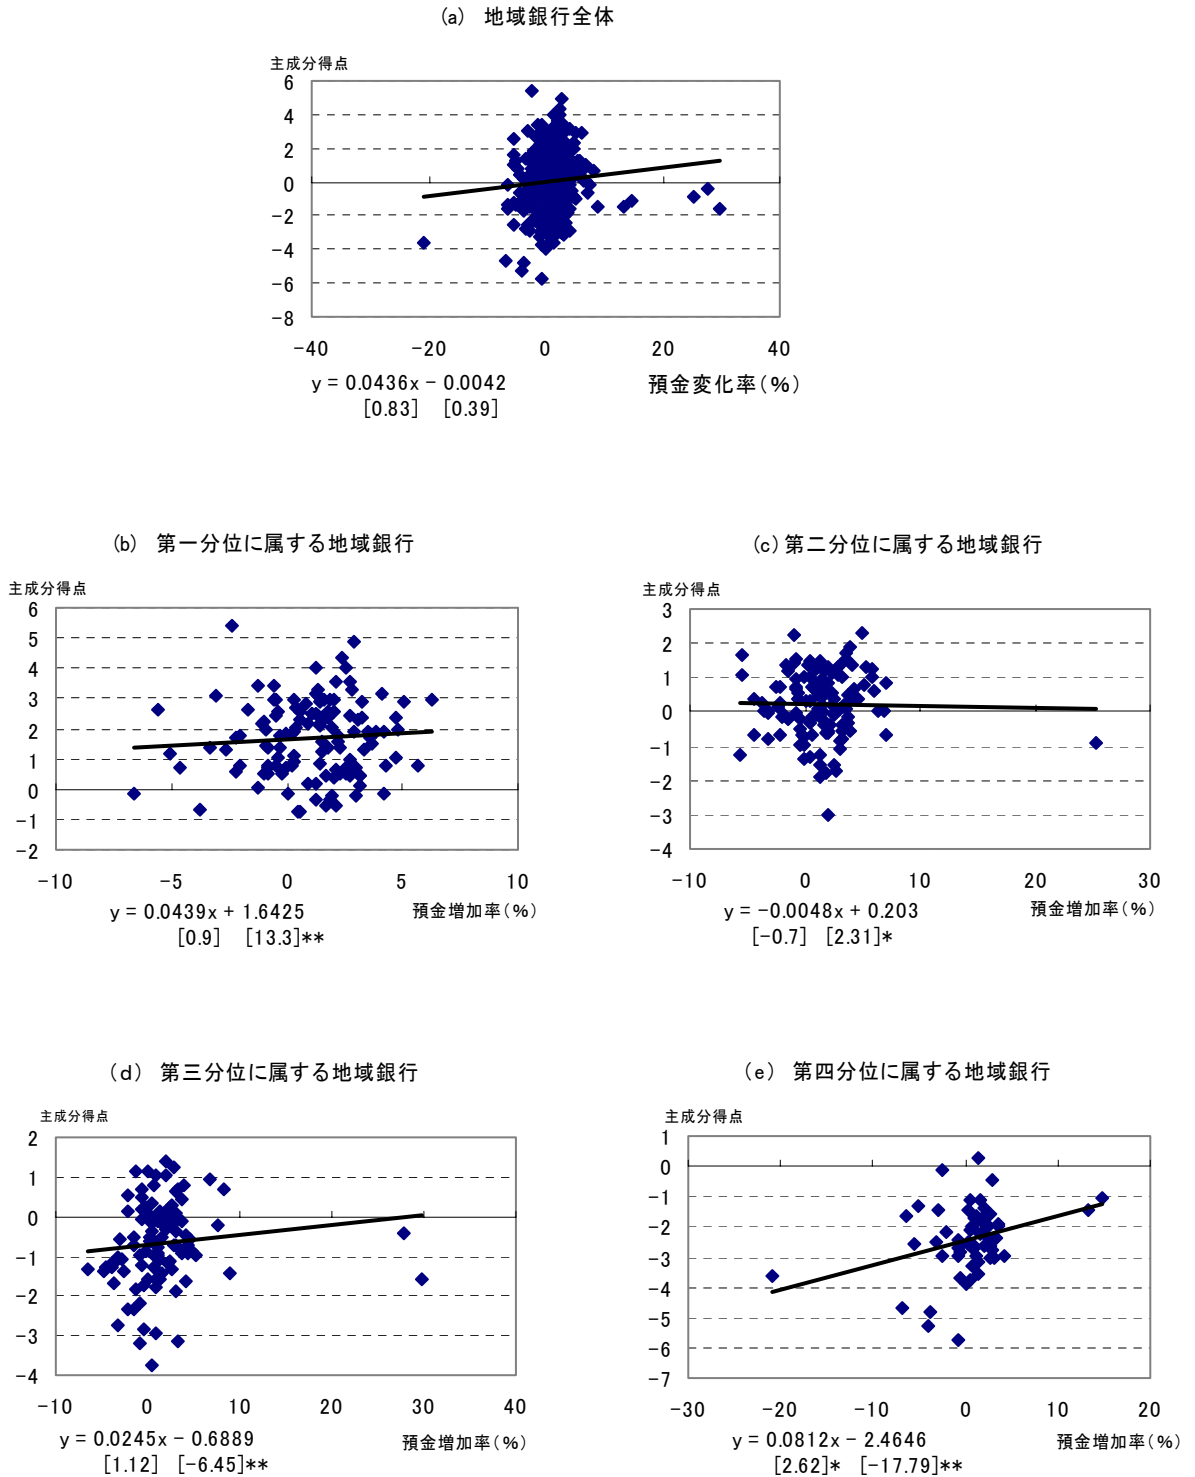 (a) 地域銀行全体
主成分得点
6
4
2
0
-2
-4
-6
-8
-40 -20 0 20 40
y = 0.0436x - 0.0042 預金変化率(%)
[0.83] [0.39]
(b) 第一分位に属する地域銀行
主成分得点
6
5
4
3
2
1
0
-1
-2
-10 -5 0 5 10
y = 0.0439x + 1.6425 預金増加率(%)
[0.9] [13.3]**
(c) 第二分位に属する地域銀行
主成分得点
3
2
1
0
-1
-2
-3
-4
-10 0 10 20 30
y = -0.0048x + 0.203 預金増加率(%)
[-0.7] [2.31]*
(d) 第三分位に属する地域銀行
主成分得点
2
1
0
-1
-2
-3
-4
-10 0 10 20 30 40
y = 0.0245x - 0.6889 預金増加率(%)
[1.12] [-6.45]**
(e) 第四分位に属する地域銀行
主成分得点
1
0
-1
-2
-3
-4
-5
-6
-7
-30 -20 -10 0 10 20
y = 0.0812x - 2.4646 預金増加率(%)
[2.62]* [-17.79]**